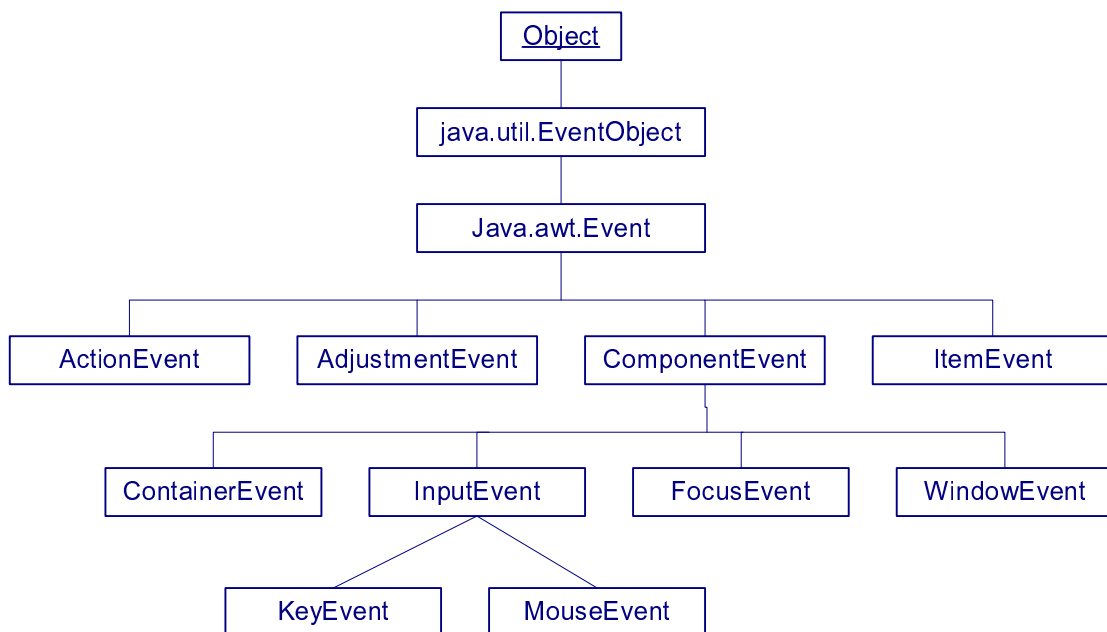 Object
java.util.EventObject
Java.awt.Event
ActionEvent
AdjustmentEvent
ComponentEvent
ItemEvent
ContainerEvent
InputEvent
FocusEvent
WindowEvent
KeyEvent
MouseEvent